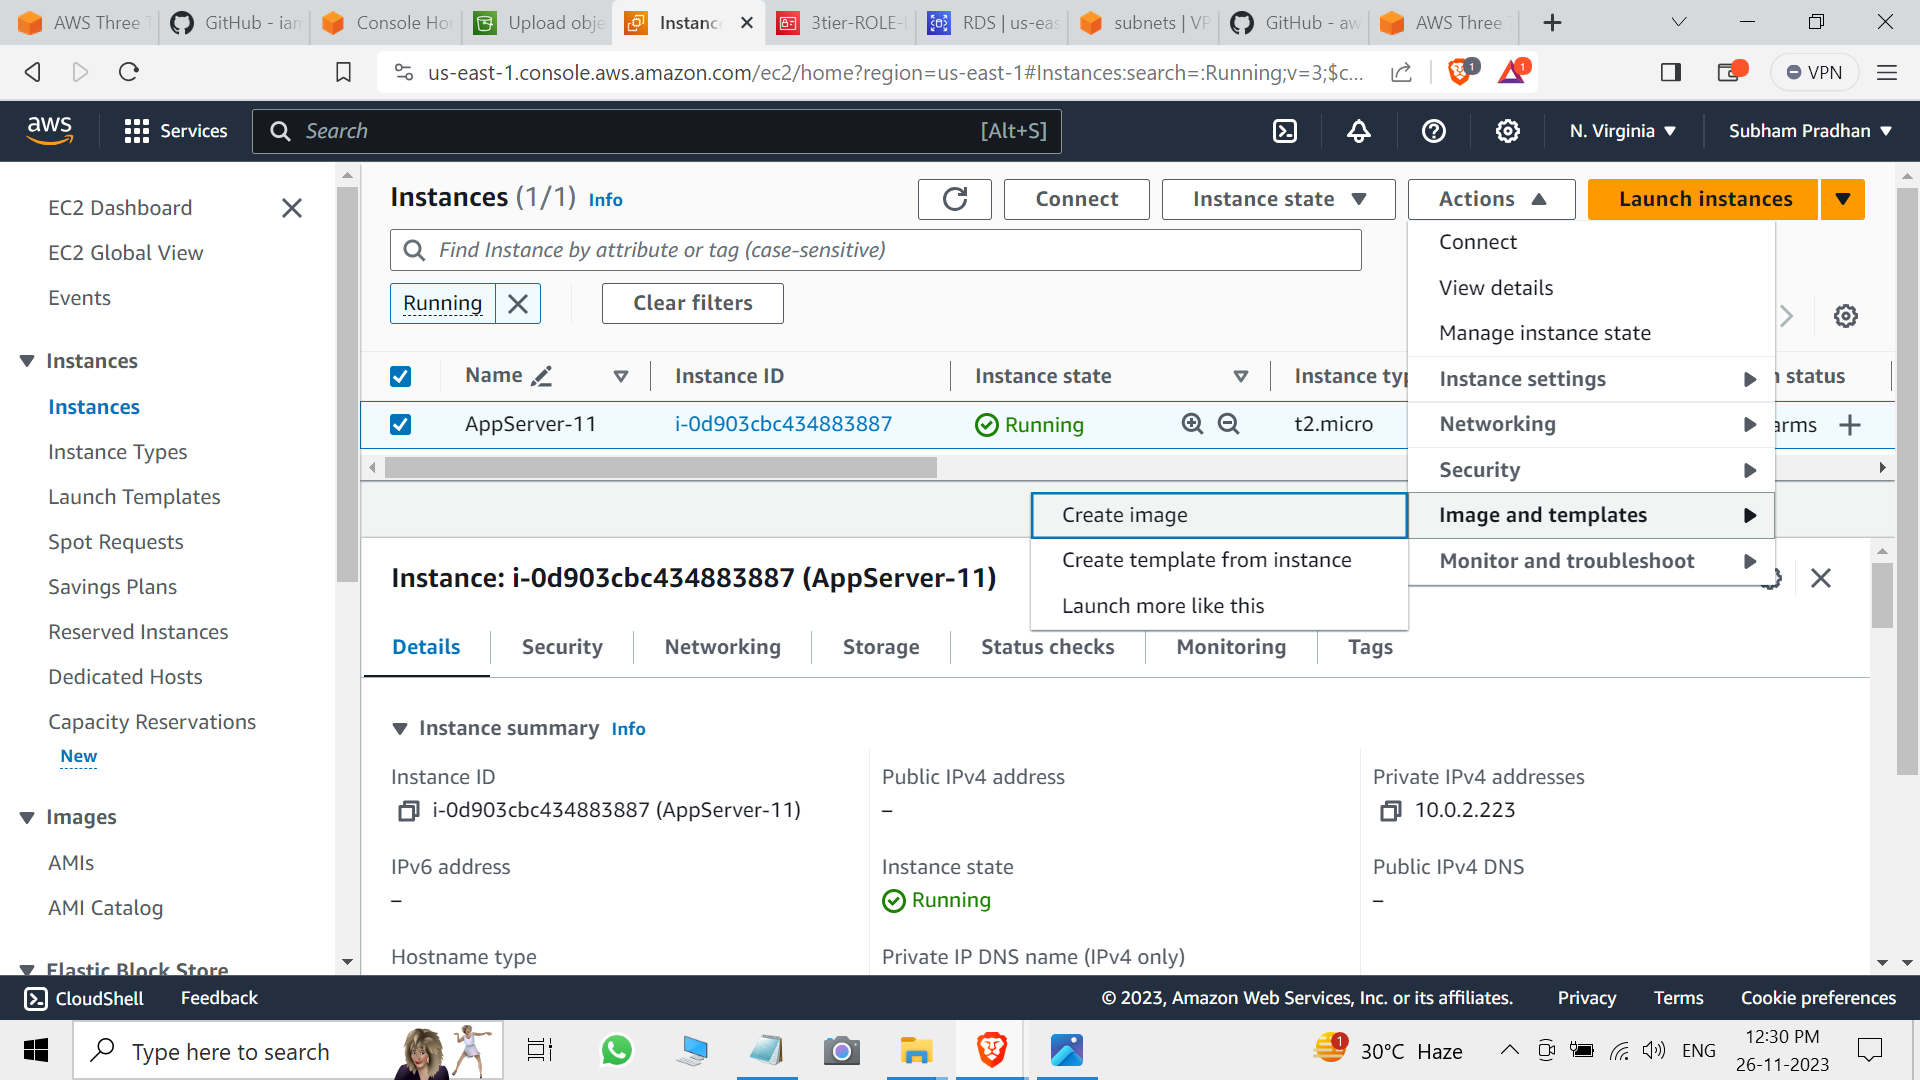 AWS Three T
GitHub - iam
Console Hom
Upload obje
Instanc
3tier-ROLE-
RDS | us-eas
subnets | VP
GitHub - aw
AWS Three T
us-east-1.console.aws.amazon.com/ec2/home?region=us-east-1#Instances:search=:Running;v=3;$c...
1
1
VPN
aws
Services
Search
[Alt+S]
N. Virginia
Subham Pradhan
EC2 Dashboard
EC2 Global View
Events
Instances
Instances
Instance Types
Launch Templates
Spot Requests
Savings Plans
Reserved Instances
Dedicated Hosts
Capacity Reservations
New
Images
AMIs
AMI Catalog
Elastic Block Store
Instances (1/1) Info
Connect
Instance state
Actions
Launch instances
Find Instance by attribute or tag (case-sensitive)
Running
Clear filters
Name
Instance ID
Instance state
Instance typ
status
AppServer-11
i-0d903cbc434883887
Running
t2.micro
arms
Connect
View details
Manage instance state
Instance settings
Networking
Security
Image and templates
Monitor and troubleshoot
Create image
Create template from instance
Launch more like this
Instance: i-0d903cbc434883887 (AppServer-11)
Details
Security
Networking
Storage
Status checks
Monitoring
Tags
Instance summary Info
Instance ID
i-0d903cbc434883887 (AppServer-11)
Public IPv4 address
–
Private IPv4 addresses
10.0.2.223
IPv6 address
–
Instance state
Running
Public IPv4 DNS
–
Hostname type
Private IP DNS name (IPv4 only)
CloudShell
Feedback
© 2023, Amazon Web Services, Inc. or its affiliates.
Privacy
Terms
Cookie preferences
Type here to search
1
30°C Haze
ENG
12:30 PM
26-11-2023